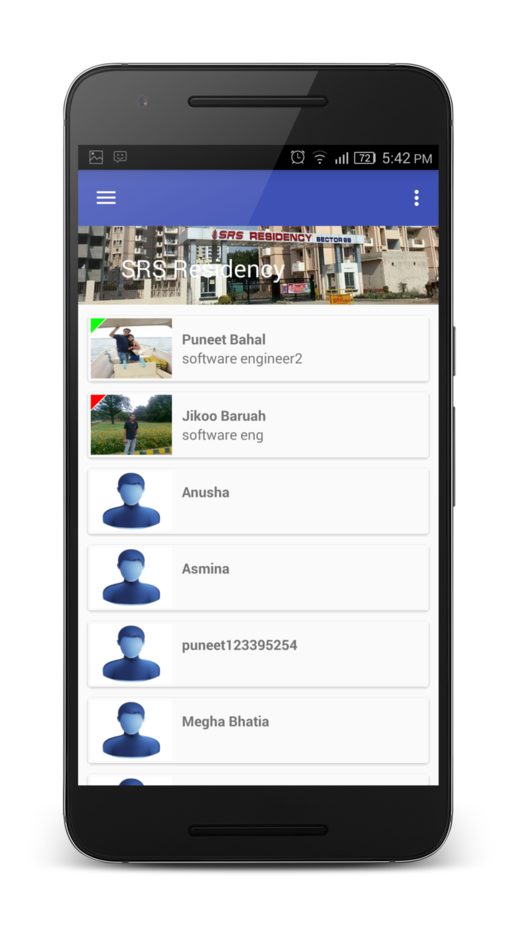 72 5:42 PM
SRS RESIDENCY SECTOR 88
SRS Residency
Puneet Bahal
software engineer2
Jikoo Baruah
software eng
Anusha
Asmina
puneet123395254
Megha Bhatia